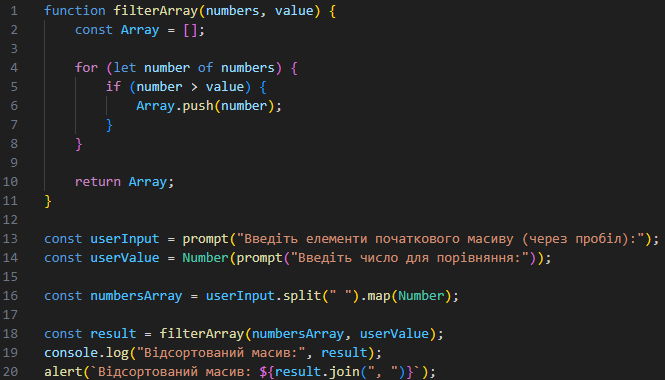 1 function filterArray(numbers, value) {
2     const Array = [];
3
4     for (let number of numbers) {
5         if (number > value) {
6             Array.push(number);
7         }
8     }
9
10     return Array;
11 }
12
13 const userInput = prompt("Введіть елементи початкового масиву (через пробіл):");
14 const userValue = Number(prompt("Введіть число для порівняння:"));
15
16 const numbersArray = userInput.split(" ").map(Number);
17
18 const result = filterArray(numbersArray, userValue);
19 console.log("Відсортований масив:", result);
20 alert(`Відсортований масив: ${result.join(", ")}`);